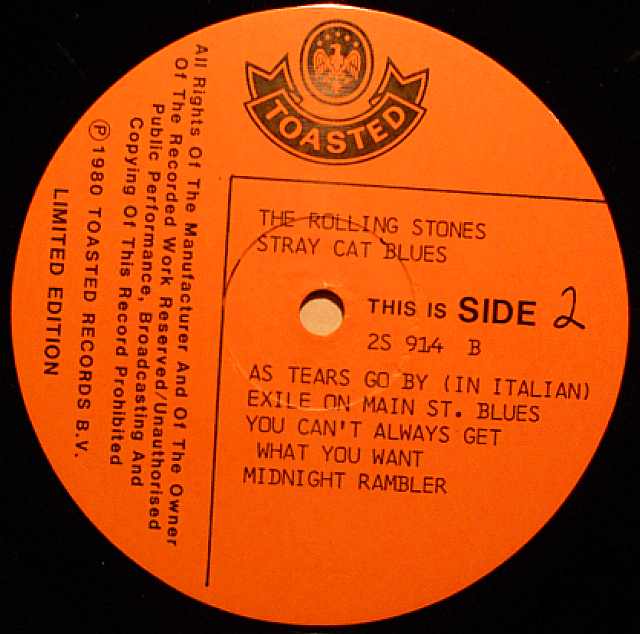 TOASTED
THE ROLLING STONES
STRAY CAT BLUES
THIS IS SIDE 2
2S 914 B
AS TEARS GO BY (IN ITALIAN)
EXILE ON MAIN ST. BLUES
YOU CAN'T ALWAYS GET
WHAT YOU WANT
MIDNIGHT RAMBLER
All Rights Of The Manufacturer And Of The Owner
Of The Recorded Work Reserved/Unauthorised
Public Performance, Broadcasting And
Copying Of This Record Prohibited
Ⓟ 1980 TOASTED RECORDS B.V.
LIMITED EDITION